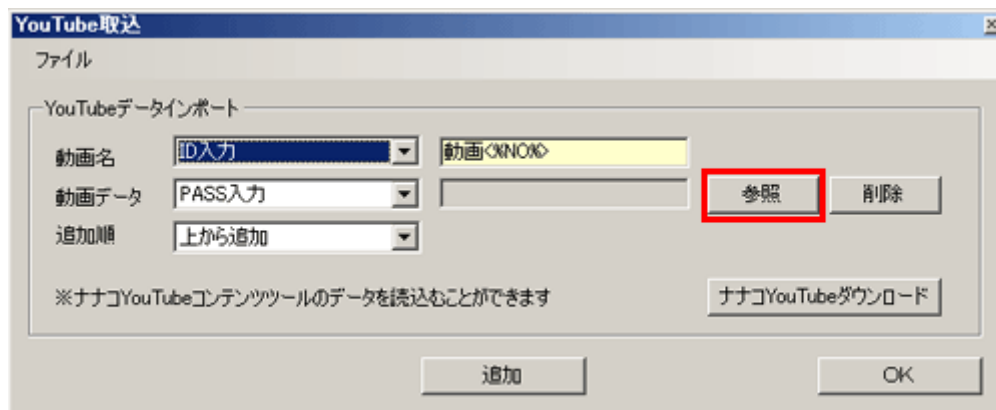 YouTube取込
ファイル
YouTubeデータインポート
動画名 ID入力 動画<%NO%>
動画データ PASS入力 参照 削除
追加順 上から追加
※ナナコYouTubeコンテンツツールのデータを読込むことができます ナナコYouTubeダウンロード
追加 OK